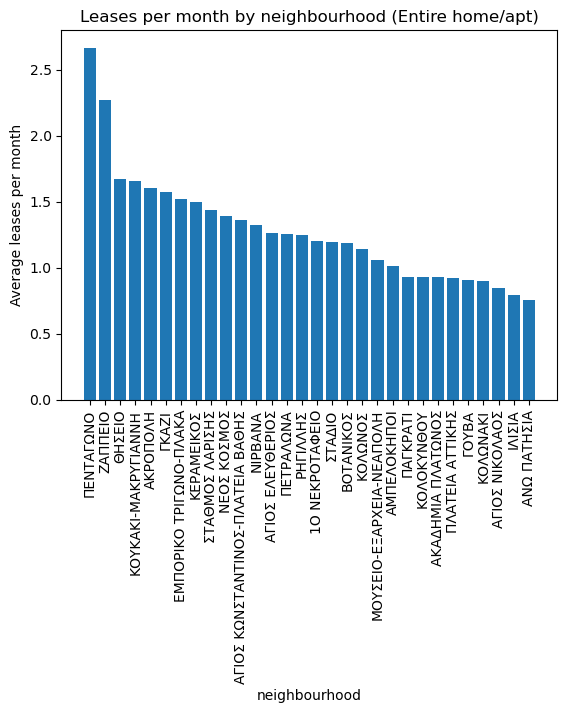 Leases per month by neighbourhood (Entire home/apt)
Average leases per month
2.5
2.0
1.5
1.0
0.5
0.0
ΠΕΝΤΑΓΩΝΟ
ΖΑΠΠΕΙΟ
ΘΗΣΕΙΟ
ΚΟΥΚΑΚΙ-ΜΑΚΡΥΓΙΑΝΝΗ
ΑΚΡΟΠΟΛΗ
ΓΚΑΖΙ
ΕΜΠΟΡΙΚΟ ΤΡΙΓΩΝΟ-ΠΛΑΚΑ
ΚΕΡΑΜΕΙΚΟΣ
ΣΤΑΘΜΟΣ ΛΑΡΙΣΗΣ
ΝΕΟΣ ΚΟΣΜΟΣ
ΑΓΙΟΣ ΚΩΝΣΤΑΝΤΙΝΟΣ-ΠΛΑΤΕΙΑ ΒΑΘΗΣ
ΝΙΡΒΑΝΑ
ΑΓΙΟΣ ΕΛΕΥΘΕΡΙΟΣ
ΠΕΤΡΑΛΩΝΑ
ΡΗΓΙΛΛΗΣ
1Ο ΝΕΚΡΟΤΑΦΕΙΟ
ΣΤΑΔΙΟ
ΒΟΤΑΝΙΚΟΣ
ΚΟΛΩΝΟΣ
ΜΟΥΣΕΙΟ-ΕΞΑΡΧΕΙΑ-ΝΕΑΠΟΛΗ
ΑΜΠΕΛΟΚΗΠΟΙ
ΠΑΓΚΡΑΤΙ
ΚΟΛΟΚΥΝΘΟΥ
ΑΚΑΔΗΜΙΑ ΠΛΑΤΩΝΟΣ
ΠΛΑΤΕΙΑ ΑΤΤΙΚΗΣ
ΓΟΥΒΑ
ΚΟΛΩΝΑΚΙ
ΑΓΙΟΣ ΝΙΚΟΛΑΟΣ
ΙΛΙΣΙΑ
ΑΝΩ ΠΑΤΗΣΙΑ
neighbourhood